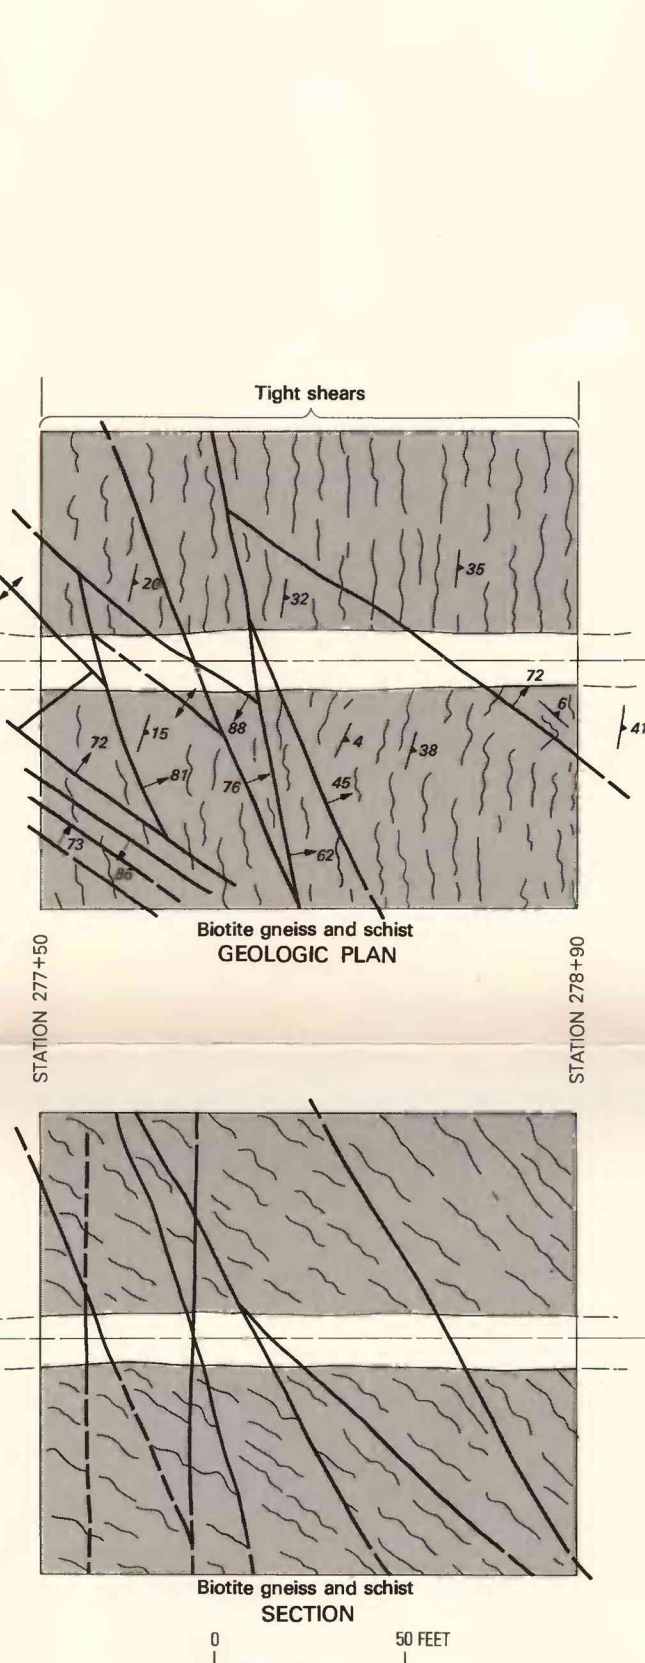 Tight shears
20
32
35
72
6
41
15
88
4
38
72
81
76
45
73
86
62
Biotite gneiss and schist
GEOLOGIC PLAN
STATION 277+50
STATION 278+90
Biotite gneiss and schist
SECTION
0 50 FEET